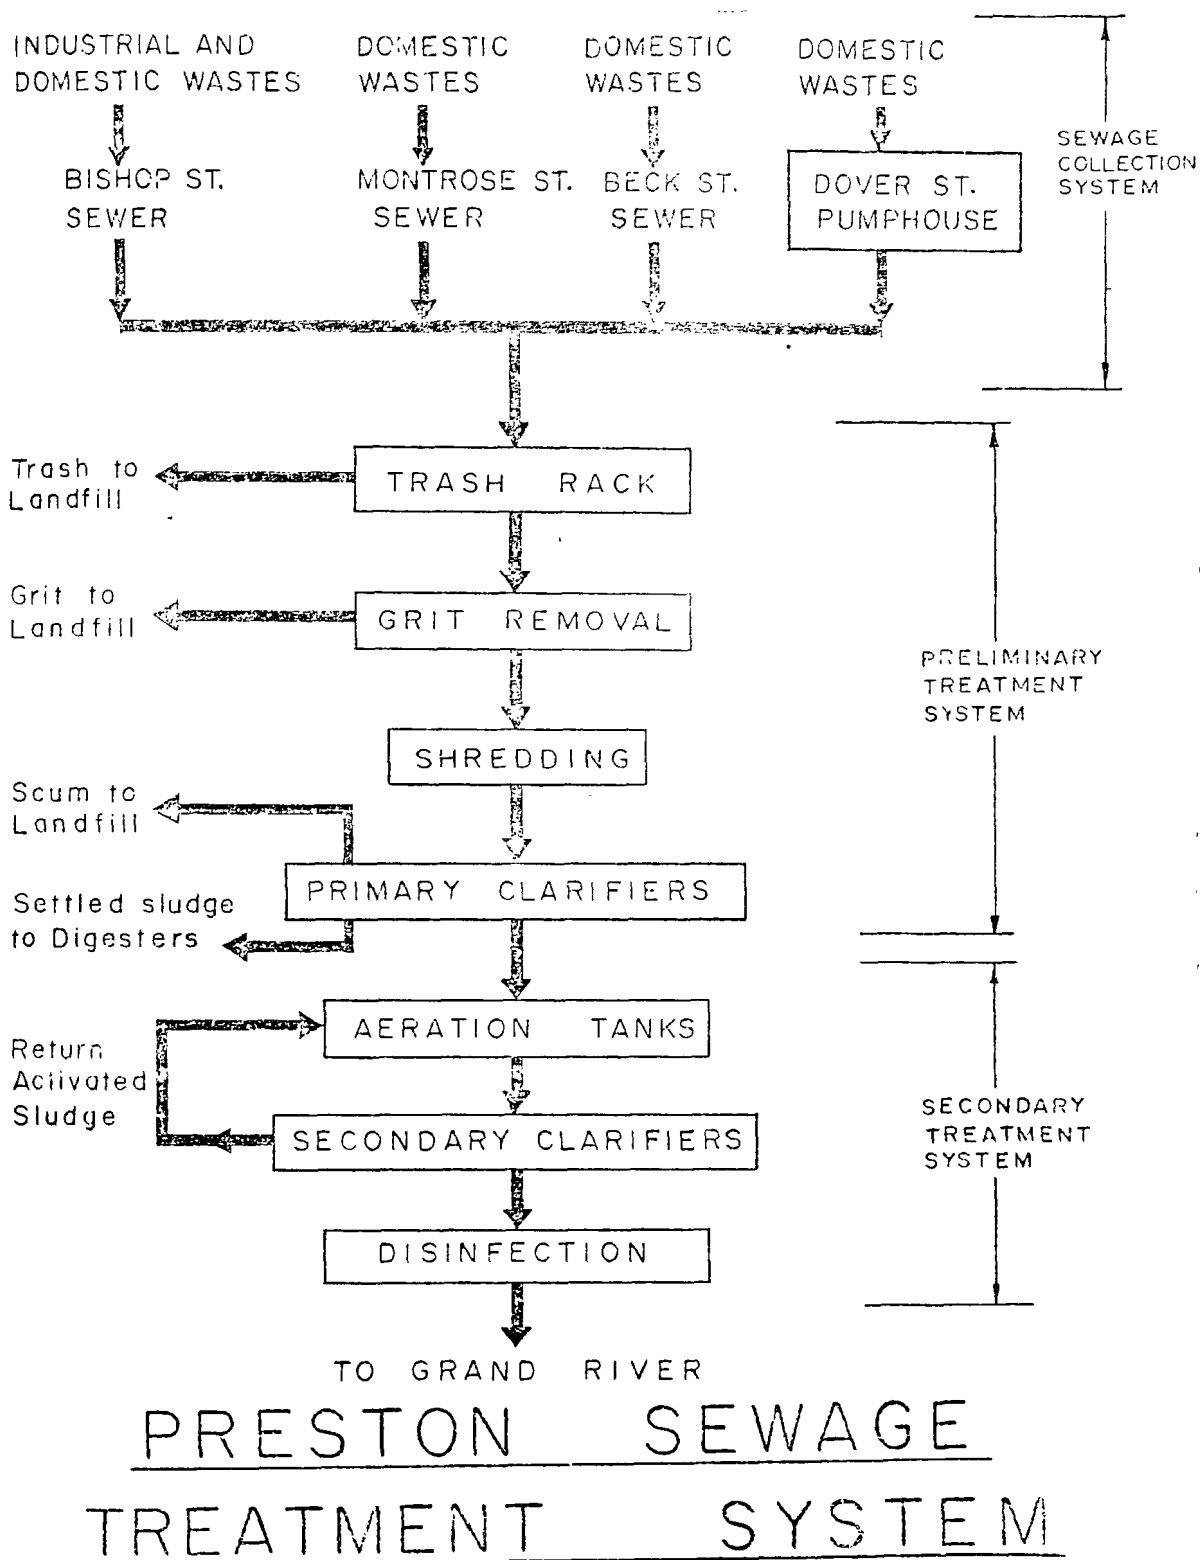 INDUSTRIAL AND
DOMESTIC WASTES
DOMESTIC
WASTES
DOMESTIC
WASTES
DOMESTIC
WASTES
BISHOP ST.
SEWER
MONTROSE ST.
SEWER
BECK ST.
SEWER
DOVER ST.
PUMPHOUSE
SEWAGE
COLLECTION
SYSTEM
Trash to
Landfill
TRASH RACK
Grit to
Landfill
GRIT REMOVAL
PRELIMINARY
TREATMENT
SYSTEM
SHREDDING
Scum to
Landfill
PRIMARY CLARIFIERS
Settled sludge
to Digesters
AERATION TANKS
Return
Activated
Sludge
SECONDARY CLARIFIERS
SECONDARY
TREATMENT
SYSTEM
DISINFECTION
TO GRAND RIVER
PRESTON SEWAGE
TREATMENT SYSTEM